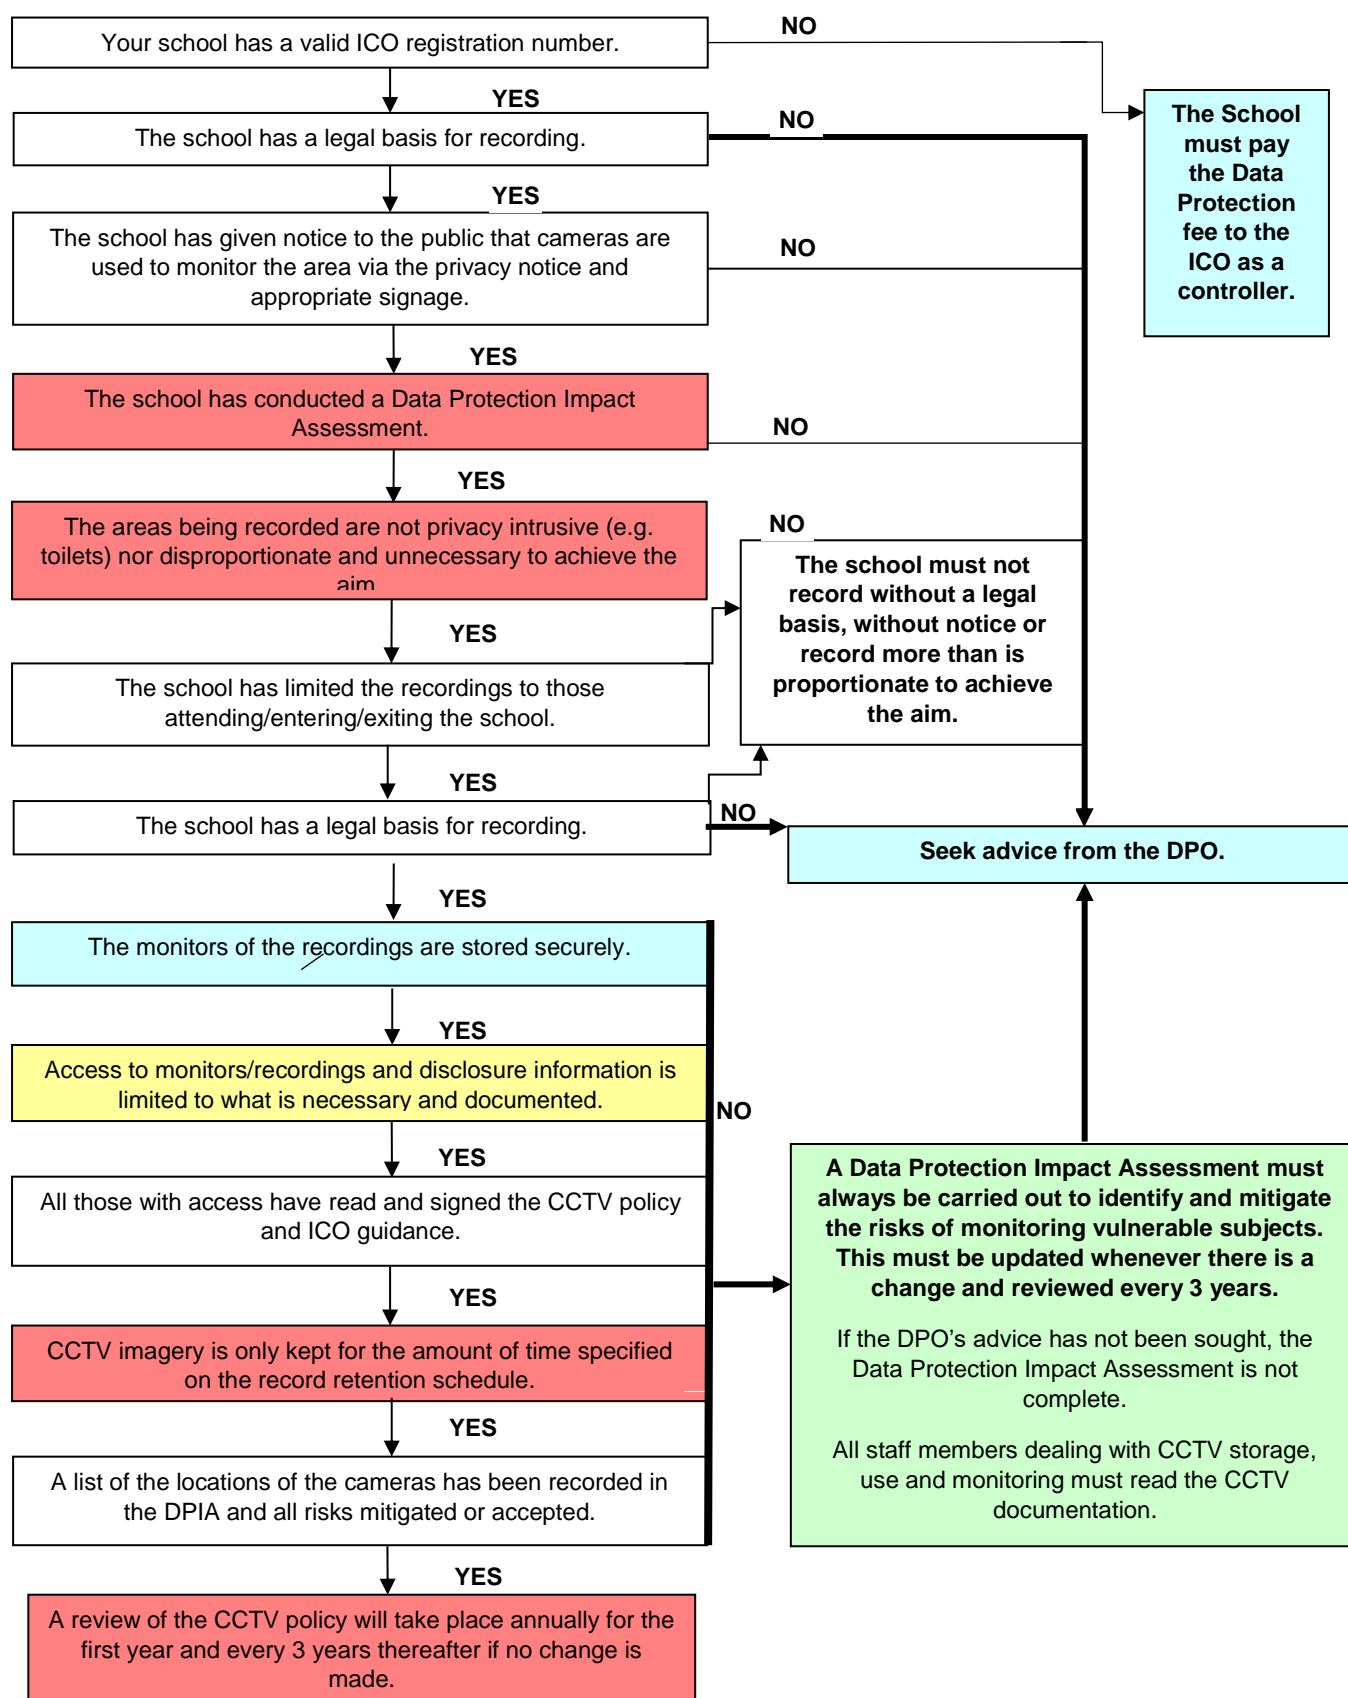 NO
Your school has a valid ICO registration number.
YES
The School
must pay
the Data
Protection
fee to the
ICO as a
controller.
NO
The school has a legal basis for recording.
YES
The school has given notice to the public that cameras are
used to monitor the area via the privacy notice and
appropriate signage.
NO
YES
The school has conducted a Data Protection Impact
Assessment.
NO
YES
The areas being recorded are not privacy intrusive (e.g.
toilets) nor disproportionate and unnecessary to achieve the
aim
NO
The school must not
record without a legal
basis, without notice or
record more than is
proportionate to achieve
the aim.
YES
The school has limited the recordings to those
attending/entering/exiting the school.
YES
The school has a legal basis for recording.
NO
Seek advice from the DPO.
YES
The monitors of the recordings are stored securely.
YES
Access to monitors/recordings and disclosure information is
limited to what is necessary and documented.
NO
YES
All those with access have read and signed the CCTV policy
and ICO guidance.
YES
CCTV imagery is only kept for the amount of time specified
on the record retention schedule.
YES
A list of the locations of the cameras has been recorded in
the DPIA and all risks mitigated or accepted.
A Data Protection Impact Assessment must
always be carried out to identify and mitigate
the risks of monitoring vulnerable subjects.
This must be updated whenever there is a
change and reviewed every 3 years.
If the DPO’s advice has not been sought, the
Data Protection Impact Assessment is not
complete.
All staff members dealing with CCTV storage,
use and monitoring must read the CCTV
documentation.
YES
A review of the CCTV policy will take place annually for the
first year and every 3 years thereafter if no change is
made.